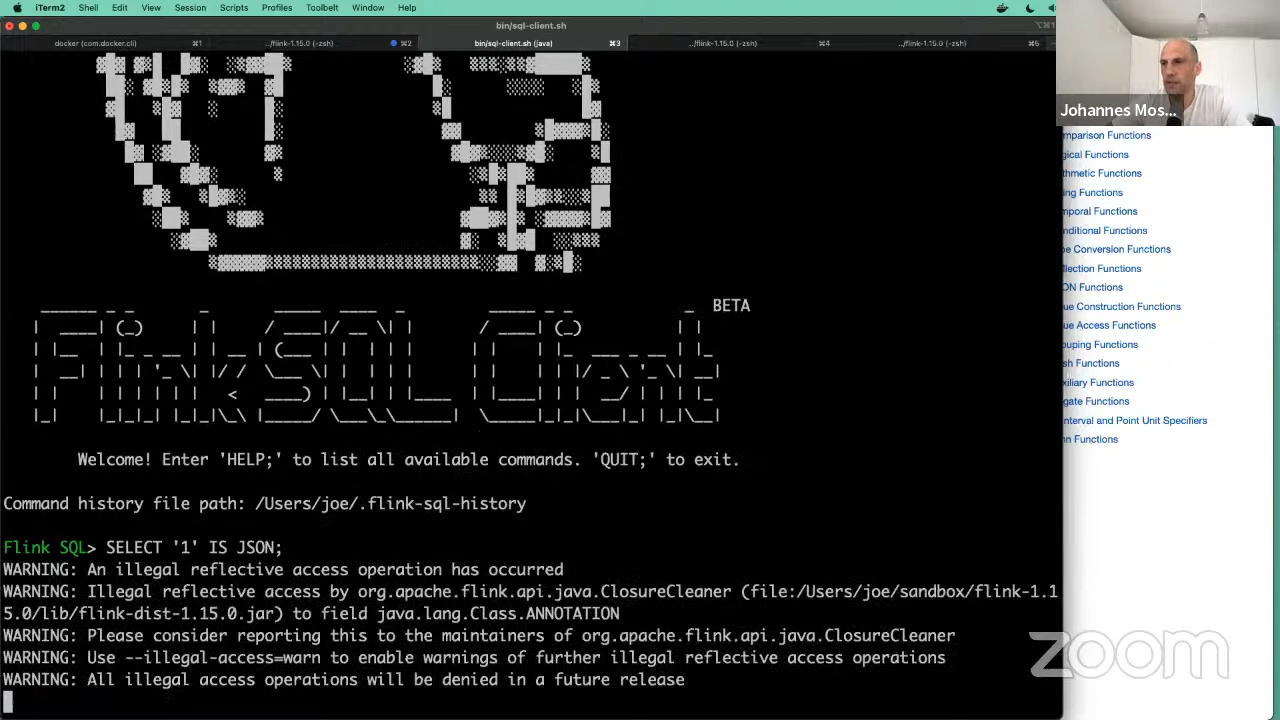 iTerm2 Shell Edit View Session Scripts Profiles Toolbelt Window Help
bin/sql-client.sh
⌥⌘1
docker (com.docker.cli) ⌘1 ../flink-1.15.0 (-zsh) ⌘2 bin/sql-client.sh (java) ⌘3 ../flink-1.15.0 (-zsh) ⌘4 ../flink-1.15.0 (-zsh) ⌘5
Johannes Mos...
mparison Functions
gical Functions
thmetic Functions
ing Functions
mporal Functions
nditional Functions
pe Conversion Functions
llection Functions
ON Functions
ue Construction Functions
ue Access Functions
ouping Functions
sh Functions
xiliary Functions
egate Functions
Interval and Point Unit Specifiers
nn Functions
BETA
Flink SQL Client
Welcome! Enter 'HELP;' to list all available commands. 'QUIT;' to exit.
Command history file path: /Users/joe/.flink-sql-history
Flink SQL> SELECT '1' IS JSON;
WARNING: An illegal reflective access operation has occurred
WARNING: Illegal reflective access by org.apache.flink.api.java.ClosureCleaner (file:/Users/joe/sandbox/flink-1.1
5.0/lib/flink-dist-1.15.0.jar) to field java.lang.Class.ANNOTATION
WARNING: Please consider reporting this to the maintainers of org.apache.flink.api.java.ClosureCleaner
WARNING: Use --illegal-access=warn to enable warnings of further illegal reflective access operations
WARNING: All illegal access operations will be denied in a future release
zoom